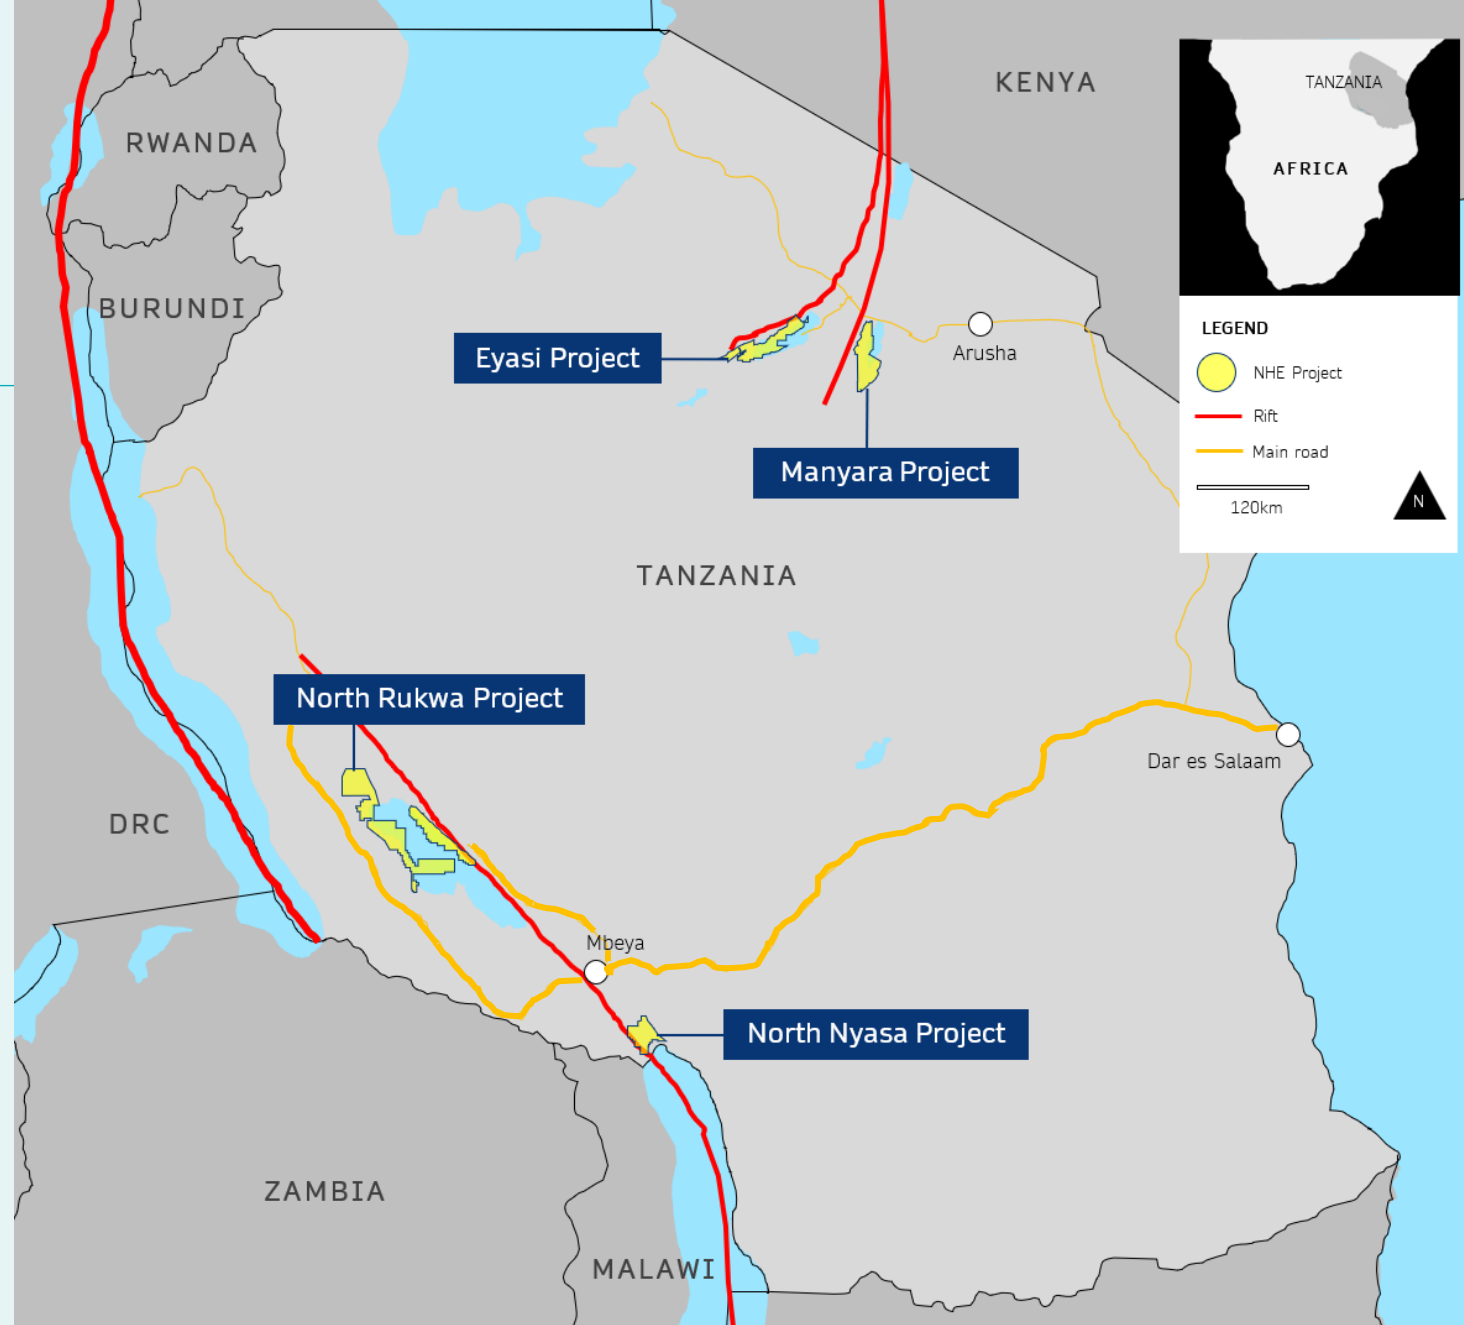 KENYA
TANZANIA
RWANDA
AFRICA
BURUNDI
LEGEND
Eyasi Project
Arusha
NHE Project
Rift
Main road
Manyara Project
N
120km
TANZANIA
North Rukwa Project
Dar es Salaam
DRC
Mbeya
North Nyasa Project
ZAMBIA
MALAWI